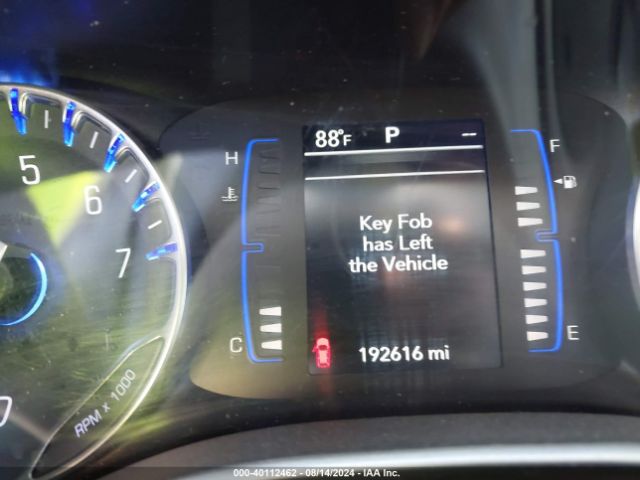 88°F P --
H
F
5
6
7
Key Fob
has Left
the Vehicle
C
E
192616 mi
RPM x 1000
000-40112462 - 08/14/2024 - IAA Inc.